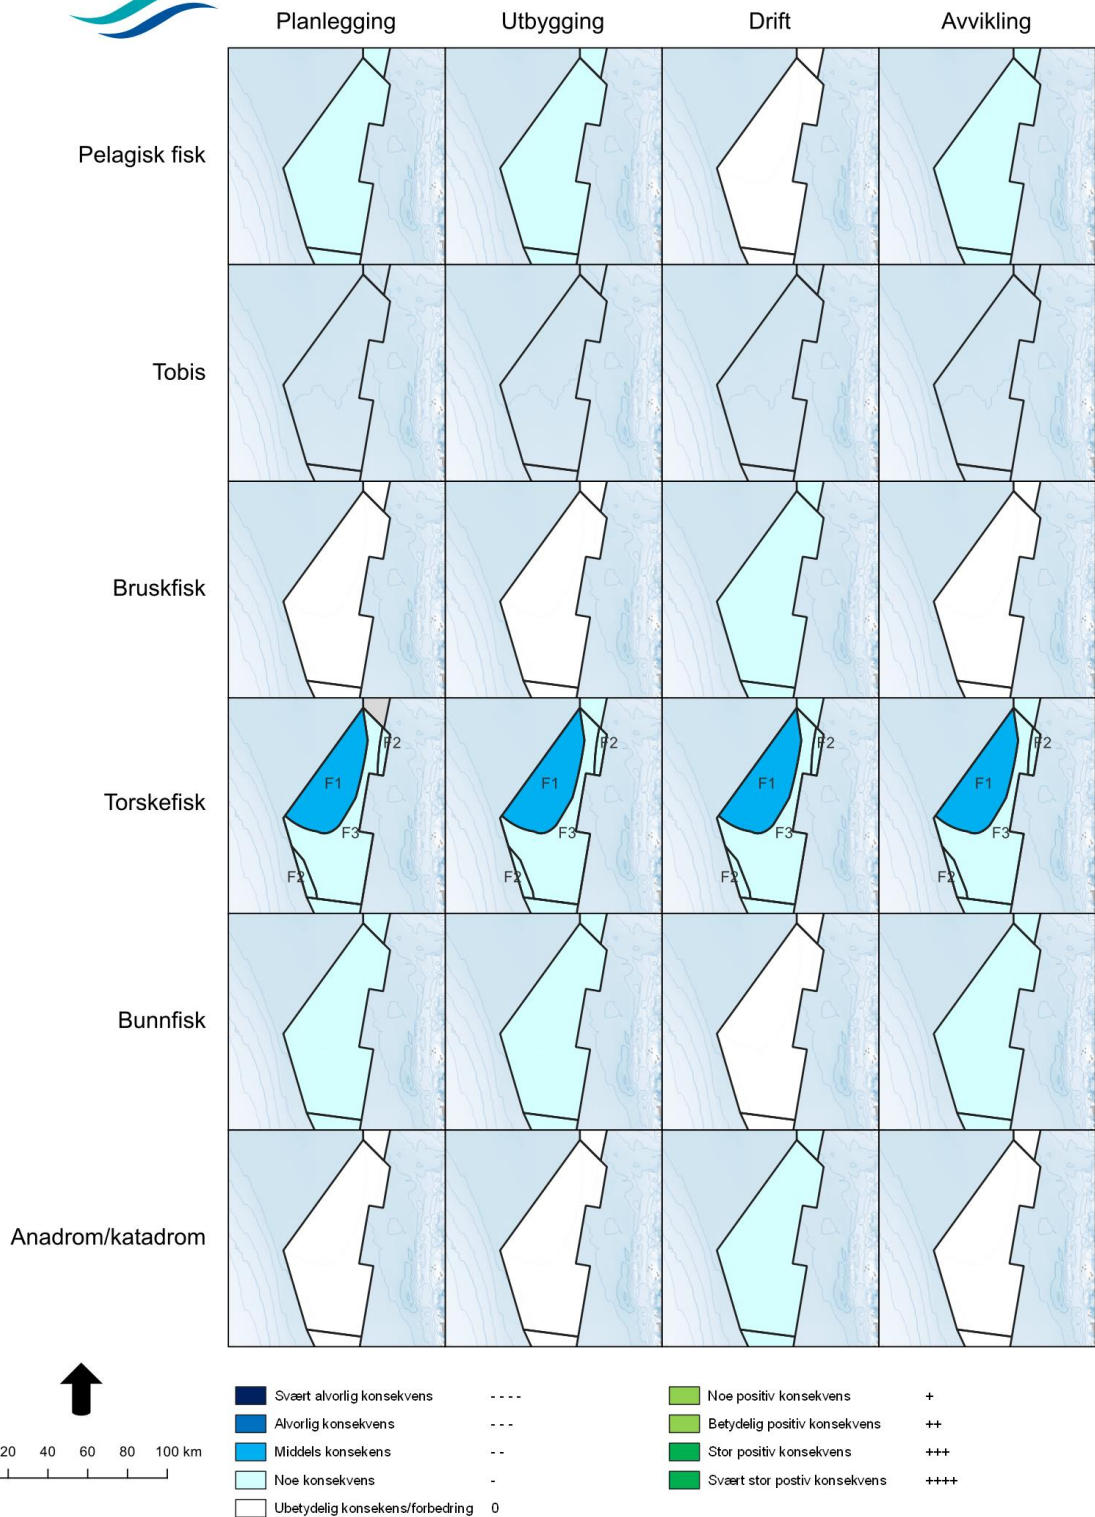 Planlegging Utbygging Drift Avvikling
Pelagisk fisk
Tobis
Bruskfisk
Torskefisk
F1 F2 F3 F2
F1 F2 F3 F2
F1 F2 F3 F2
F1 F2 F3 F2
Bunnfisk
Anadrom/katadrom
20 40 60 80 100 km
Svært alvorlig konsekvens - - - -
Alvorlig konsekvens - - -
Middels konsekens - -
Noe konsekvens -
Ubetydelig konsekens/forbedring 0
Noe positiv konsekvens +
Betydelig positiv konsekvens ++
Stor positiv konsekvens +++
Svært stor postiv konsekvens ++++